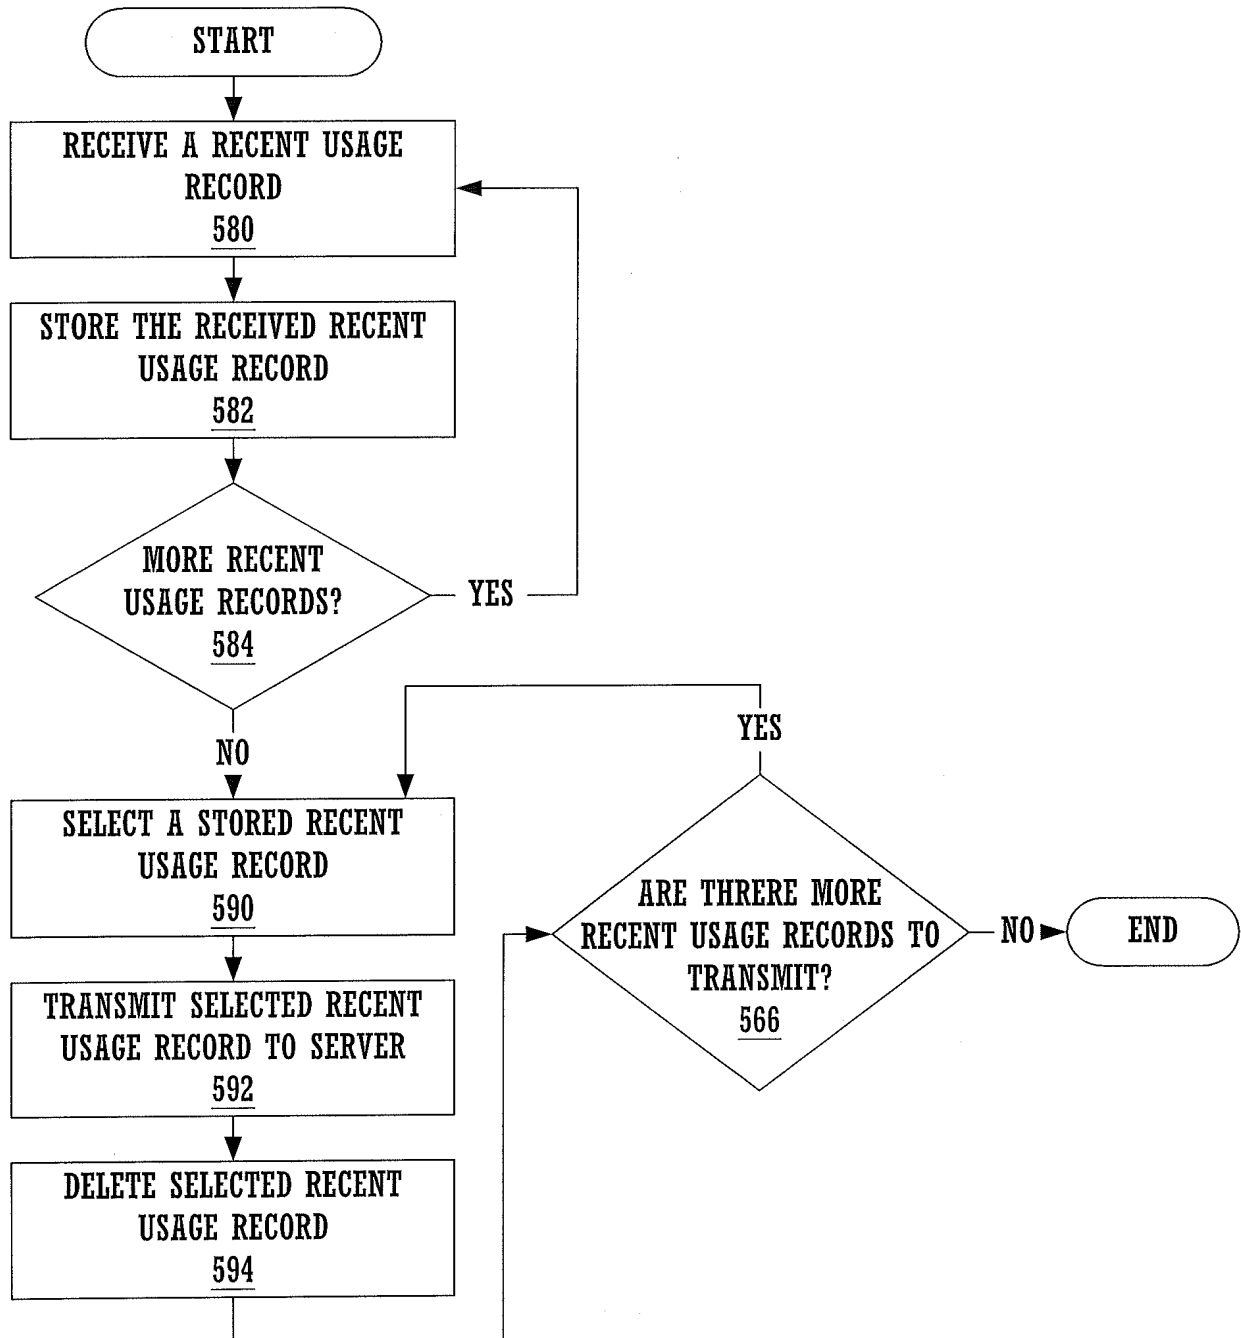 START
RECEIVE A RECENT USAGE
RECORD
580
STORE THE RECEIVED RECENT
USAGE RECORD
582
MORE RECENT
USAGE RECORDS?
584
YES
NO
SELECT A STORED RECENT
USAGE RECORD
590
TRANSMIT SELECTED RECENT
USAGE RECORD TO SERVER
592
DELETE SELECTED RECENT
USAGE RECORD
594
YES
ARE THRERE MORE
RECENT USAGE RECORDS TO
TRANSMIT?
566
NO
END